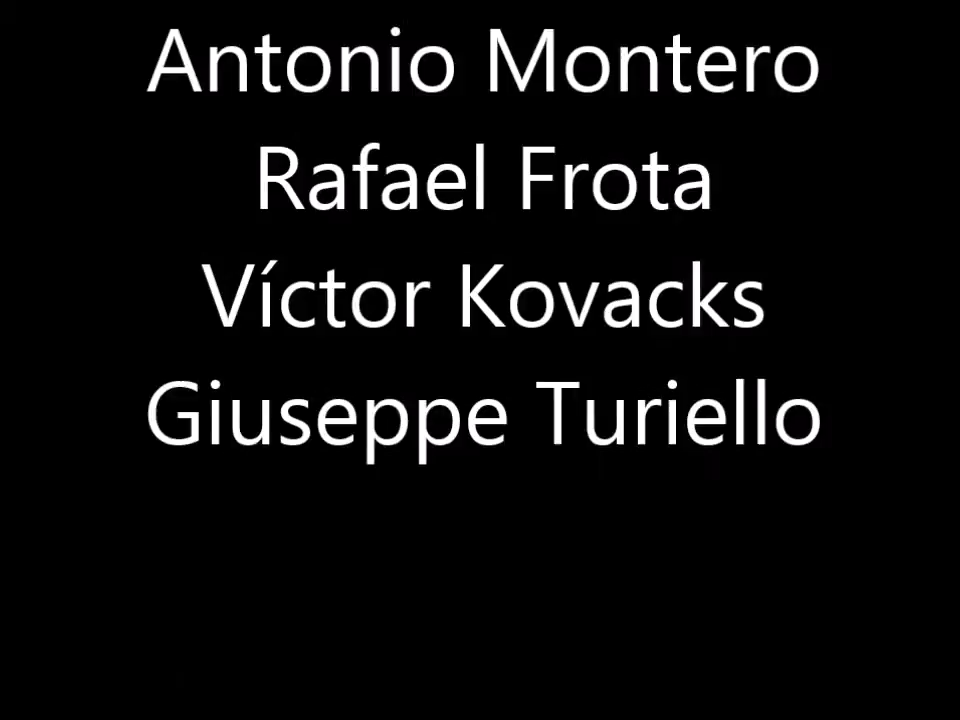 Antonio Montero
Rafael Frota
Víctor Kovacks
Giuseppe Turiello